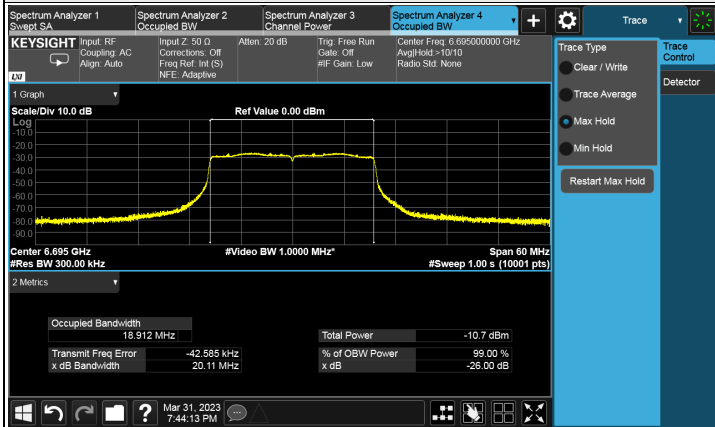 Spectrum Analyzer 1
Swept SA
Spectrum Analyzer 2
Occupied BW
Spectrum Analyzer 3
Channel Power
Spectrum Analyzer 4
Occupied BW
Trace
KEYSIGHT
LXI
Input: RF
Coupling: AC
Align: Auto
Input Z: 50 Ω
Corrections: Off
Freq Ref: Int (S)
NFE: Adaptive
Atten: 20 dB
Trig: Free Run
Gate: Off
#IF Gain: Low
Center Freq: 6.695000000 GHz
Avg|Hold:>10/10
Radio Std: None
Trace Type
Clear / Write
Trace Average
Max Hold
Min Hold
Restart Max Hold
Trace Control
Detector
1 Graph
Scale/Div 10.0 dB
Ref Value 0.00 dBm
Log
-10.0
-20.0
-30.0
-40.0
-50.0
-60.0
-70.0
-80.0
-90.0
Center 6.695 GHz
#Video BW 1.0000 MHz*
Span 60 MHz
#Res BW 300.00 kHz
#Sweep 1.00 s (10001 pts)
2 Metrics
Occupied Bandwidth
18.912 MHz
Total Power -10.7 dBm
Transmit Freq Error -42.585 kHz
% of OBW Power 99.00 %
x dB Bandwidth 20.11 MHz
x dB -26.00 dB
?
Mar 31, 2023
7:44:13 PM